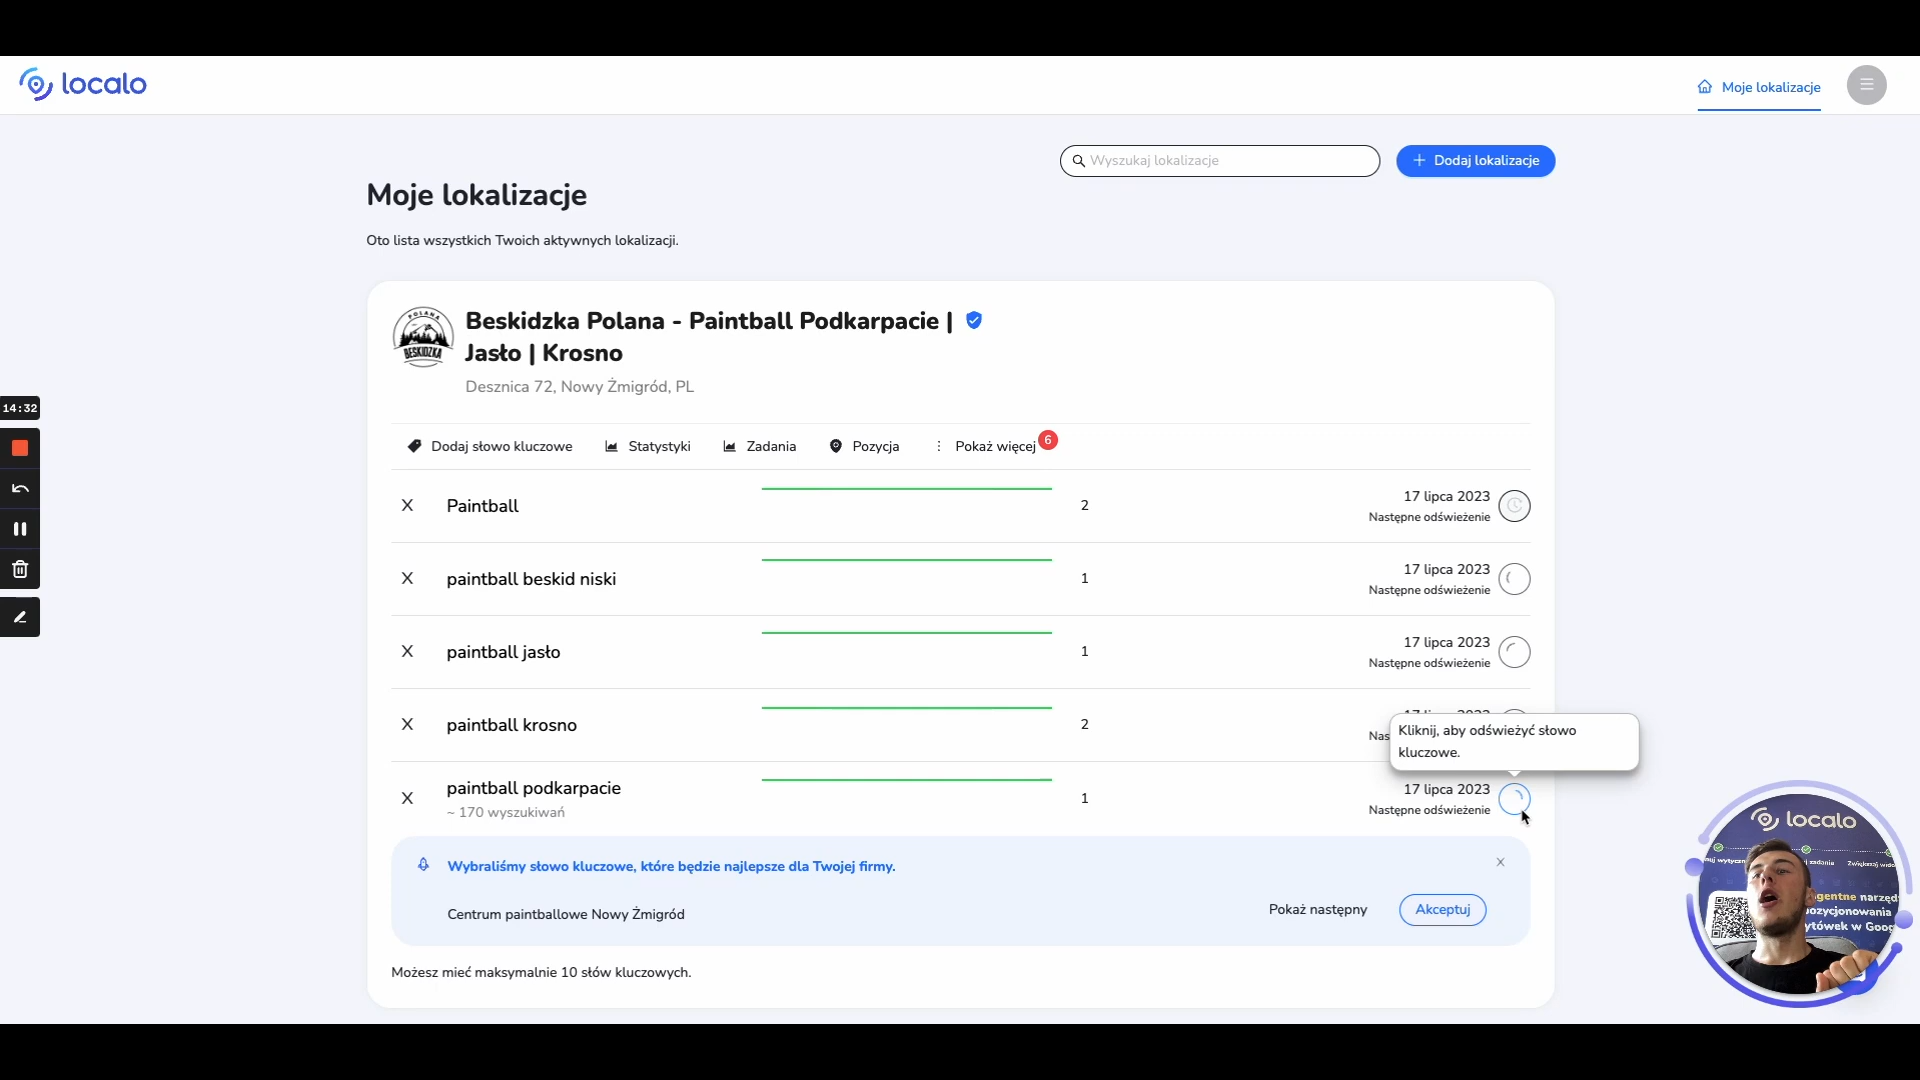 localo
Moje lokalizacje
Wyszukaj lokalizacje
+ Dodaj lokalizacje
Moje lokalizacje
Oto lista wszystkich Twoich aktywnych lokalizacji.
POLANA
BESKIDZKA
Beskidzka Polana - Paintball Podkarpacie |
Jasło | Krosno
Desznica 72, Nowy Żmigród, PL
14:32
Dodaj słowo kluczowe
Statystyki
Zadania
Pozycja
Pokaż więcej
6
X Paintball 2 17 lipca 2023
Następne odświeżenie
X paintball beskid niski 1 17 lipca 2023
Następne odświeżenie
X paintball jasło 1 17 lipca 2023
Następne odświeżenie
X paintball krosno 2
Nas
Kliknij, aby odświeżyć słowo
kluczowe.
X paintball podkarpacie 1 17 lipca 2023
~ 170 wyszukiwań Następne odświeżenie
Wybraliśmy słowo kluczowe, które będzie najlepsze dla Twojej firmy.
X
Centrum paintballowe Nowy Żmigród
Pokaż następny
Akceptuj
Możesz mieć maksymalnie 10 słów kluczowych.
localo
zadania